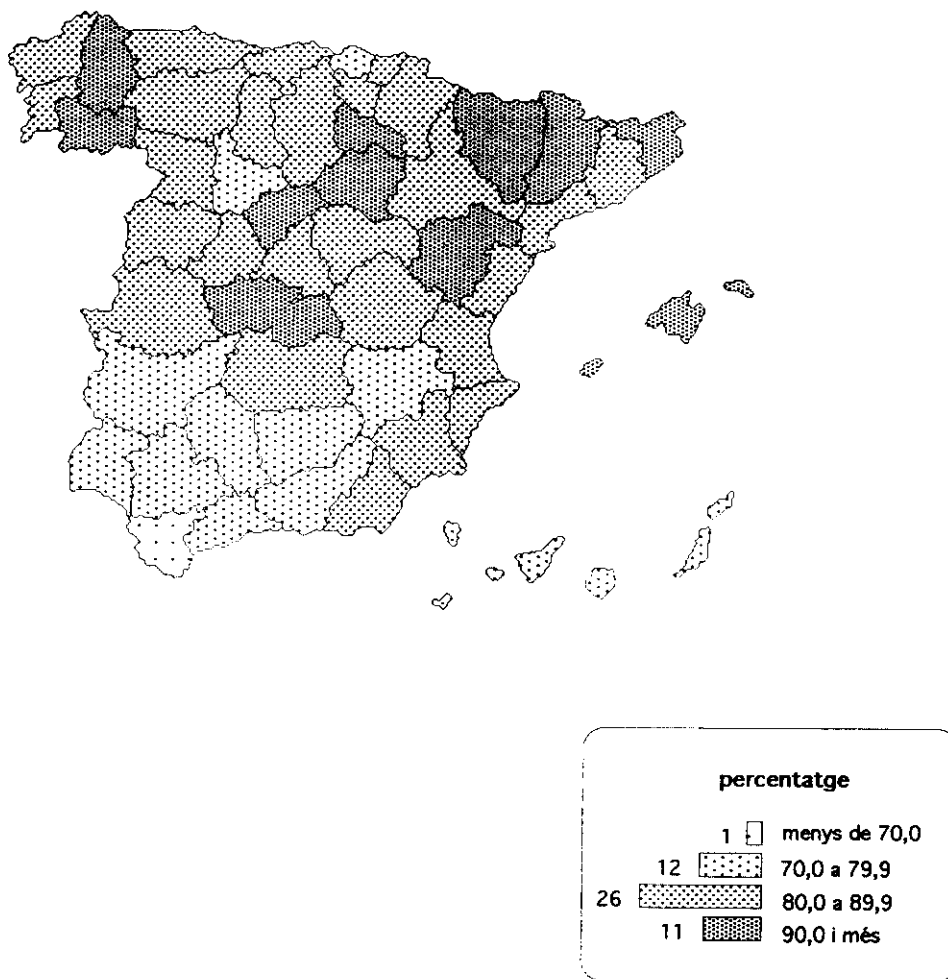 percentatge
1 menys de 70,0
12 70,0 a 79,9
26 80,0 a 89,9
11 90,0 i més